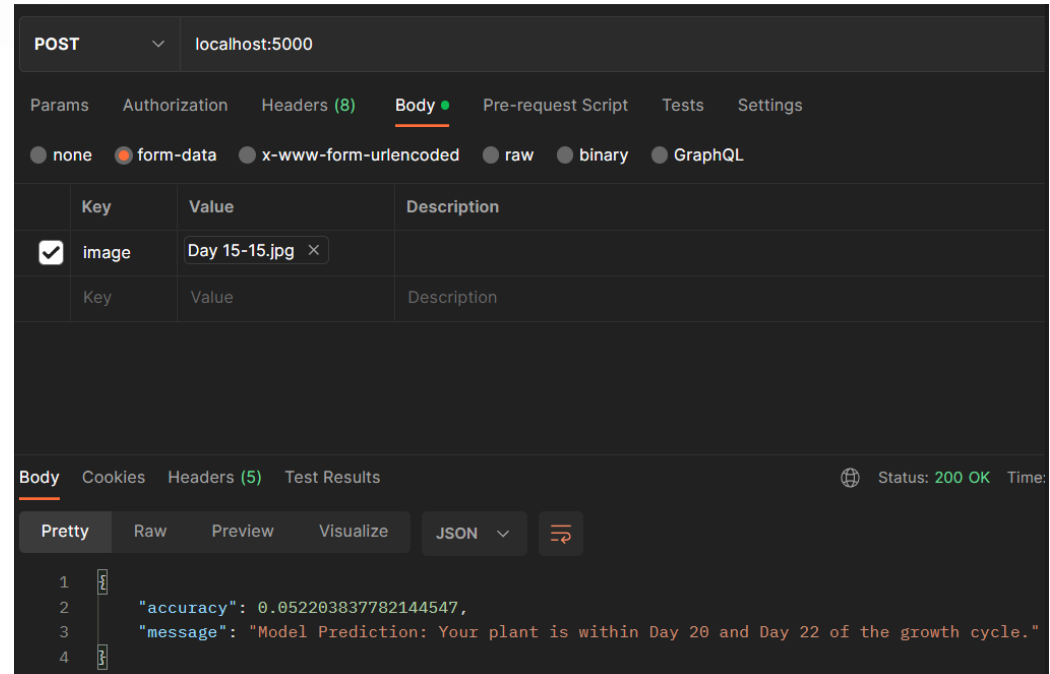 POST localhost:5000
Params Authorization Headers (8) Body Pre-request Script Tests Settings
none form-data x-www-form-urlencoded raw binary GraphQL
Key Value Description
image Day 15-15.jpg ×
Key Value Description
Body Cookies Headers (5) Test Results Status: 200 OK Time:
Pretty Raw Preview Visualize JSON
1 {
2 "accuracy": 0.052203837782144547,
3 "message": "Model Prediction: Your plant is within Day 20 and Day 22 of the growth cycle."
4 }